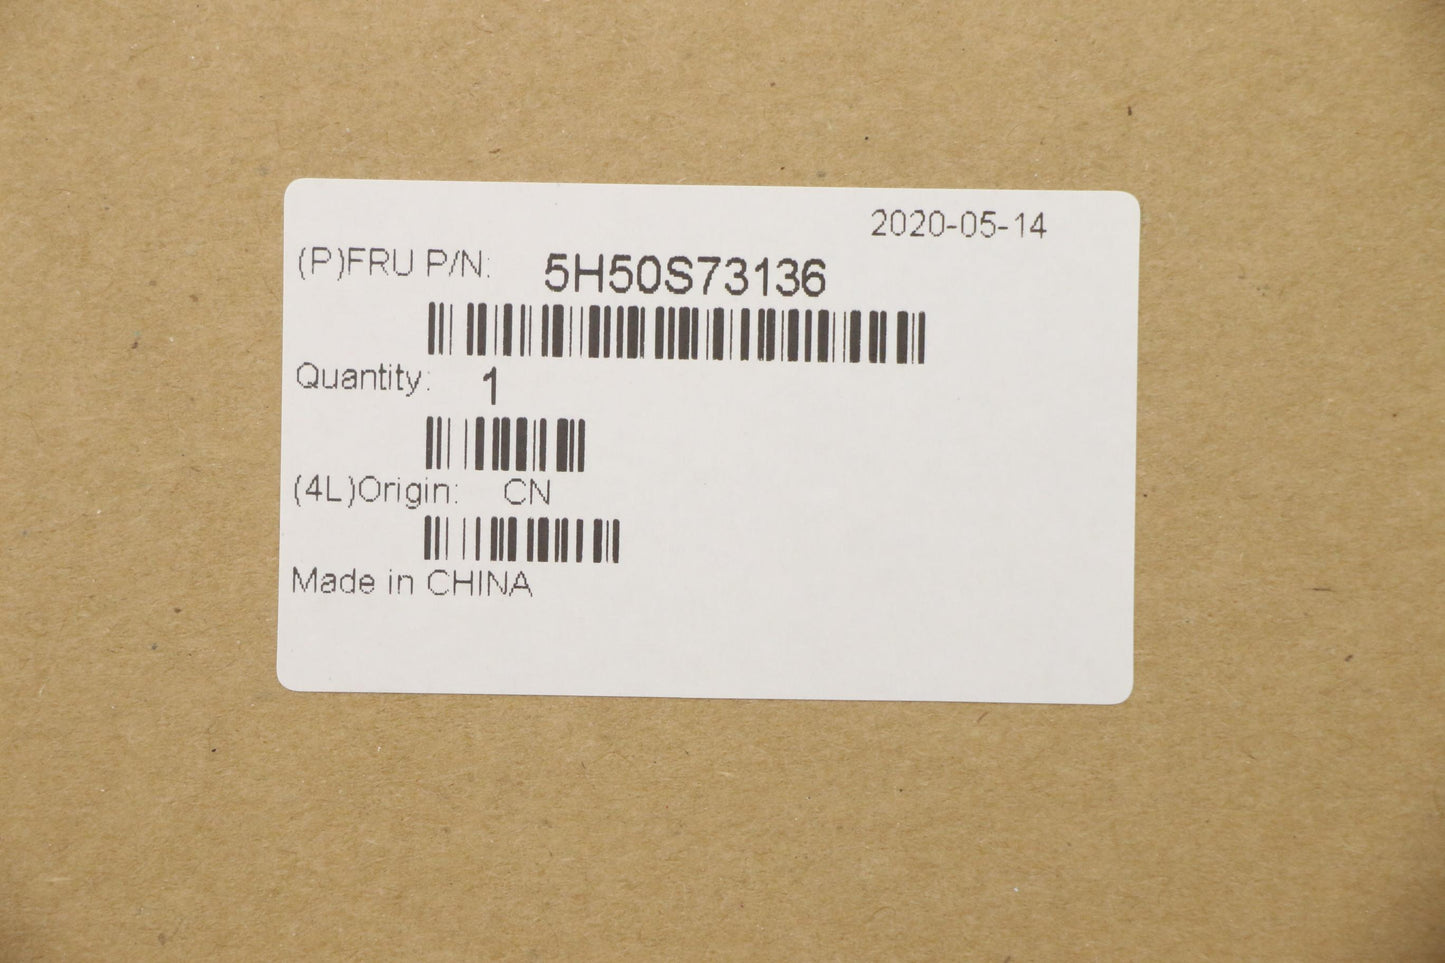 2020-05-14
(P)FRU P/N: 5H50S73136
Quantity: 1
(4L)Origin: CN
Made in CHINA